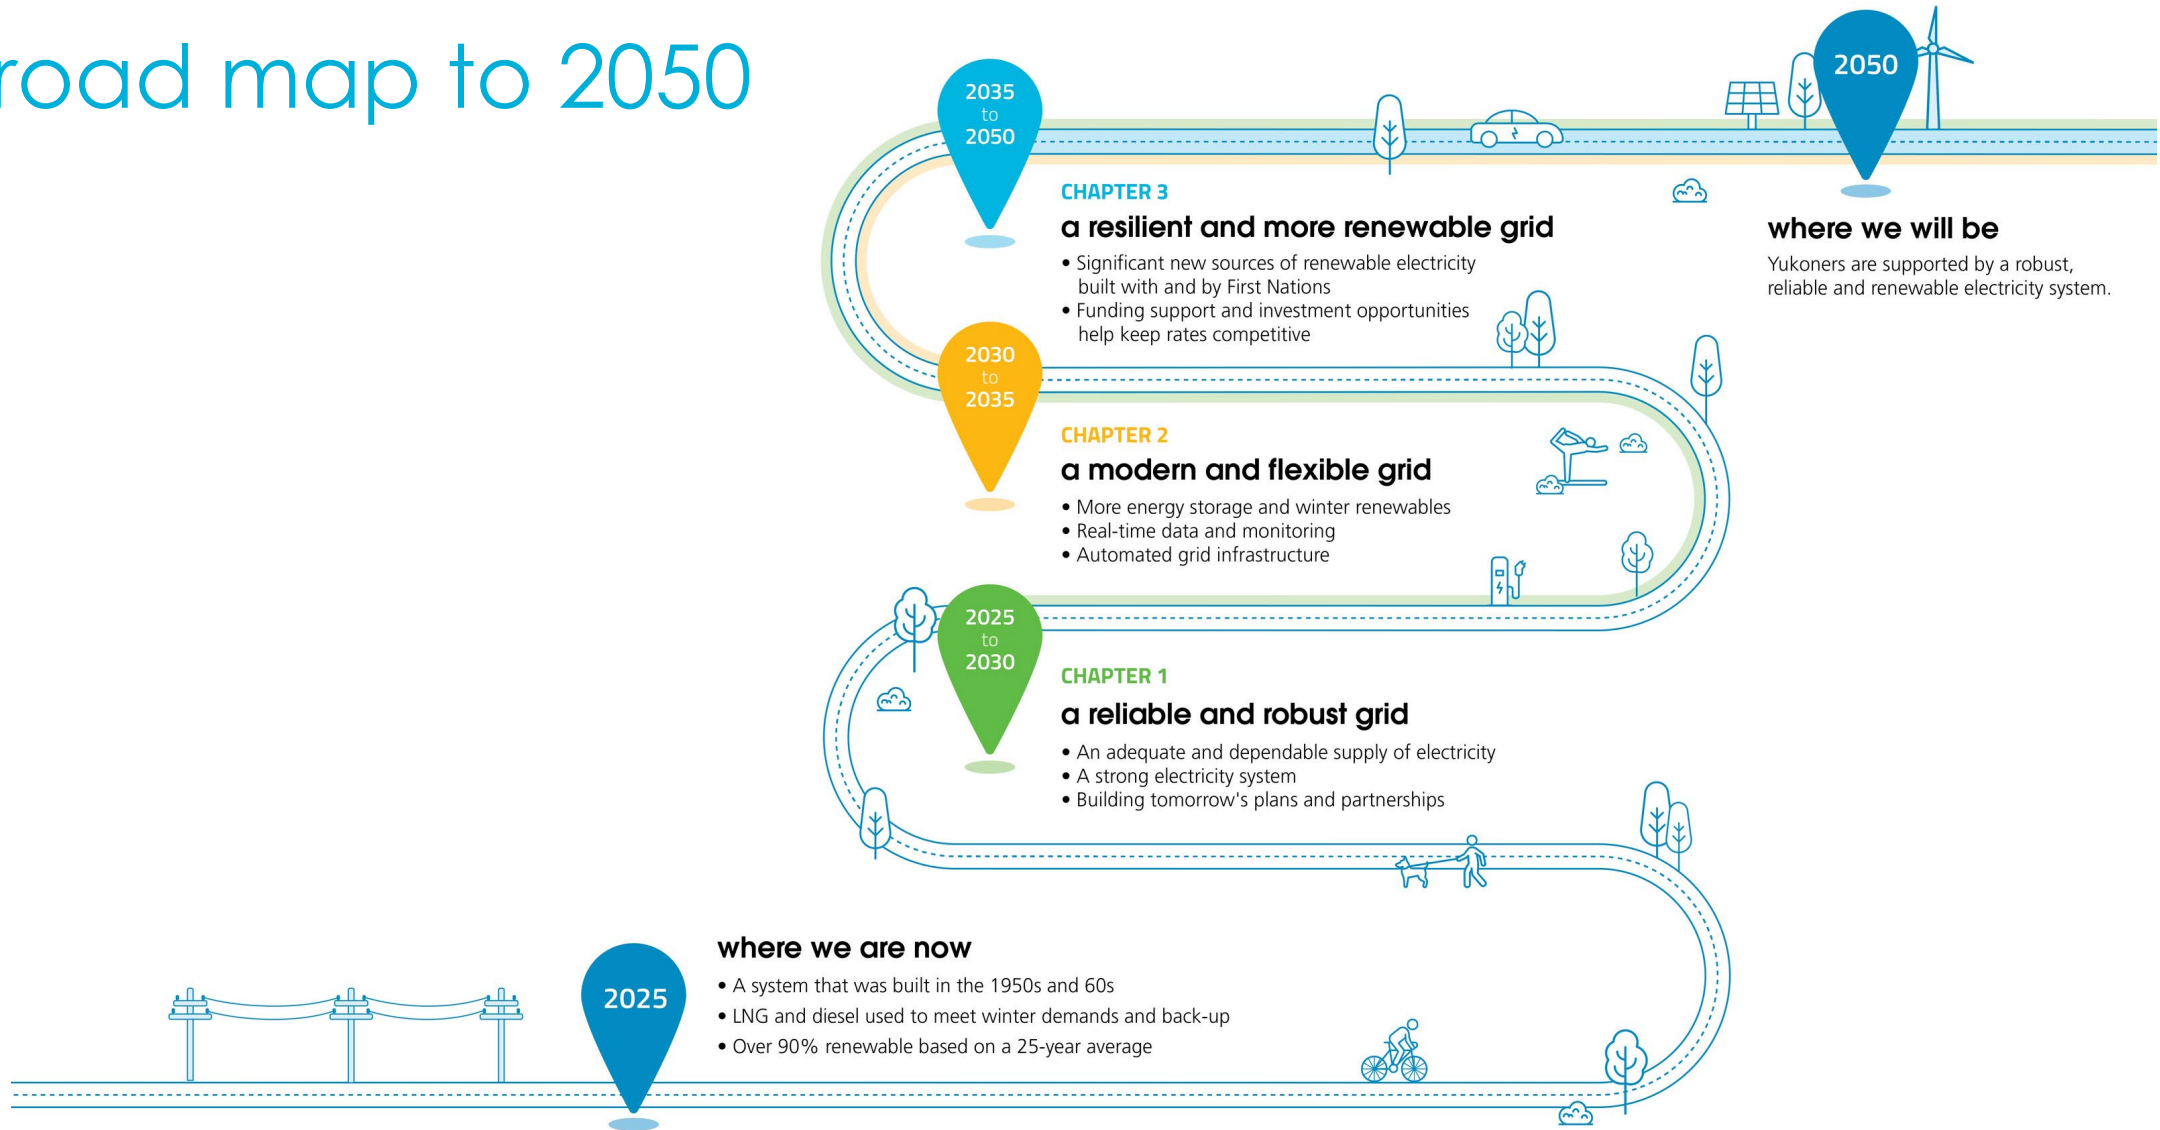 road map to 2050
2035
to
2050
CHAPTER 3
a resilient and more renewable grid
• Significant new sources of renewable electricity
built with and by First Nations
• Funding support and investment opportunities
help keep rates competitive
2050
where we will be
Yukoners are supported by a robust,
reliable and renewable electricity system.
2030
to
2035
CHAPTER 2
a modern and flexible grid
• More energy storage and winter renewables
• Real-time data and monitoring
• Automated grid infrastructure
2025
to
2030
CHAPTER 1
a reliable and robust grid
• An adequate and dependable supply of electricity
• A strong electricity system
• Building tomorrow's plans and partnerships
2025
where we are now
• A system that was built in the 1950s and 60s
• LNG and diesel used to meet winter demands and back-up
• Over 90% renewable based on a 25-year average